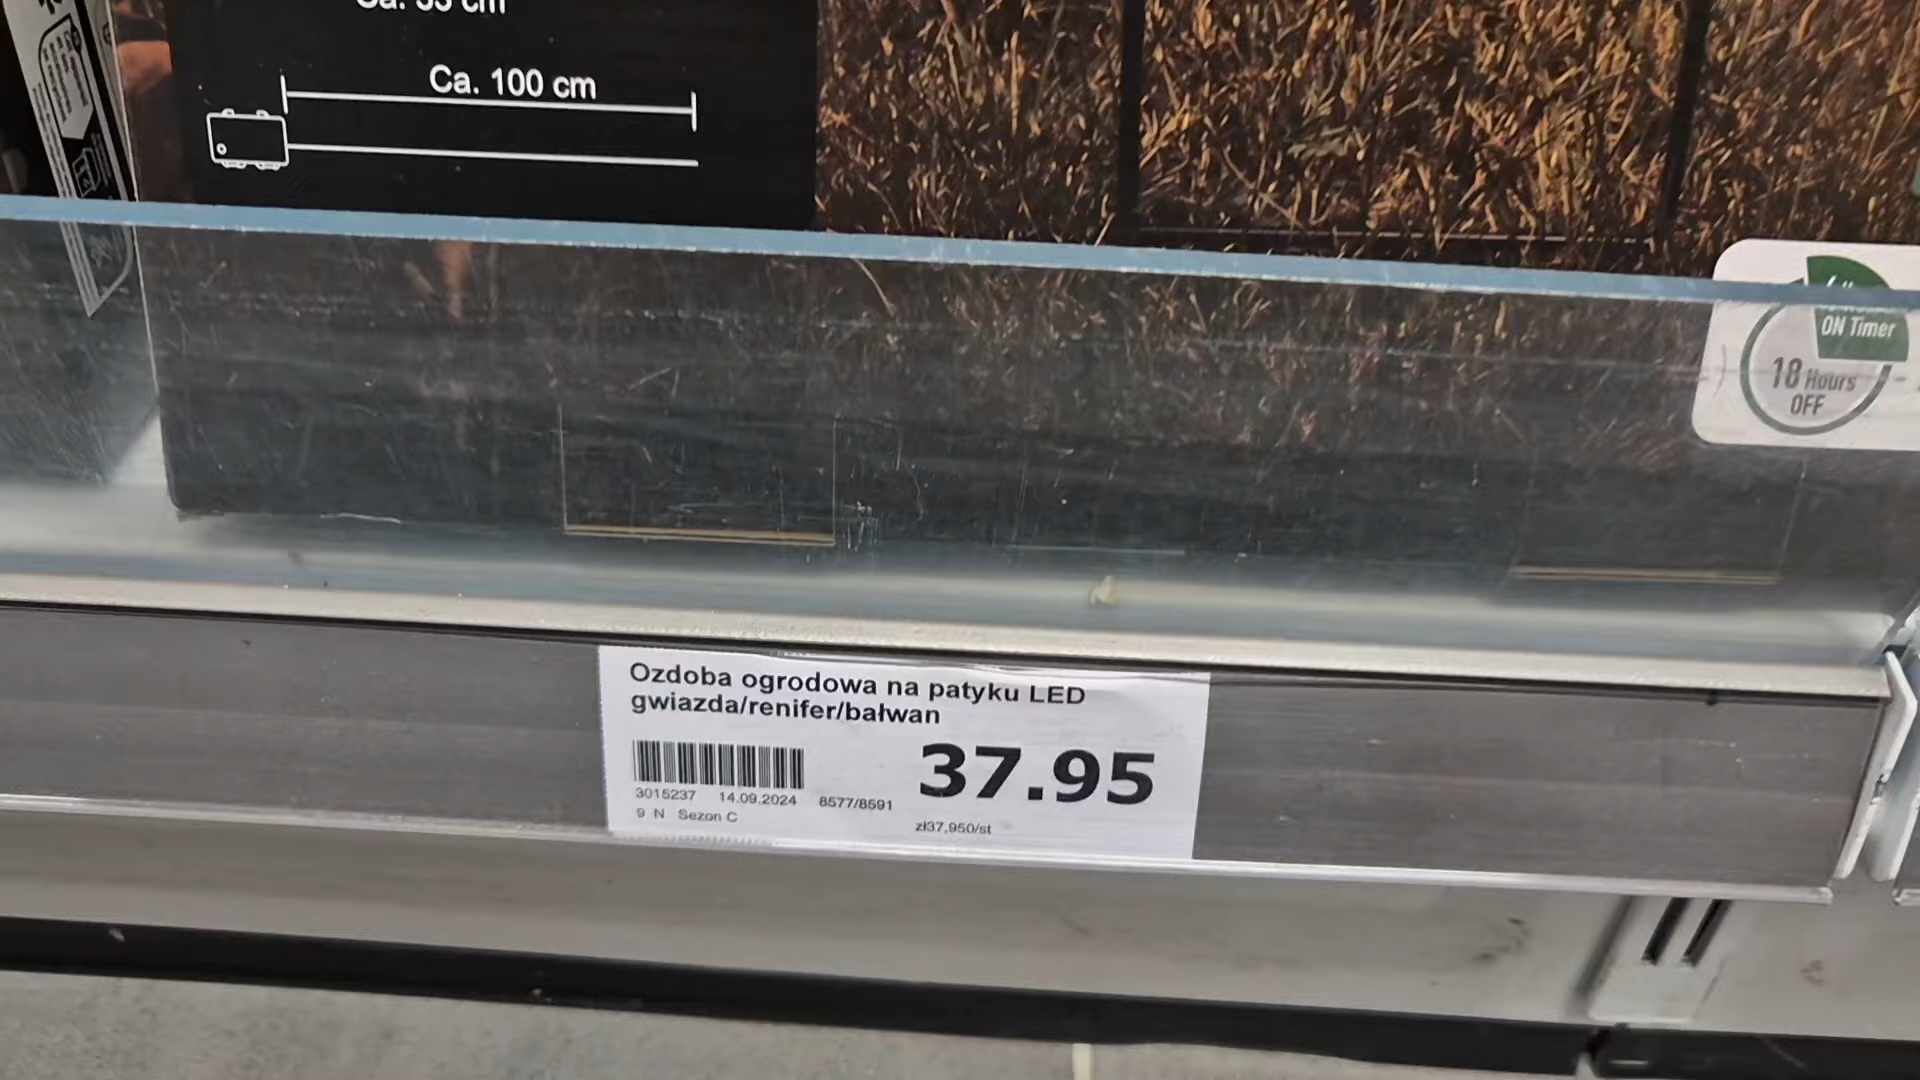 Ca. 100 cm
ON Timer
18 Hours
OFF
Ozdoba ogrodowa na patyku LED
gwiazda/renifer/bałwan
37.95
3015237 14.09.2024 8577/8591
9 N Sezon C
zł37,950/st